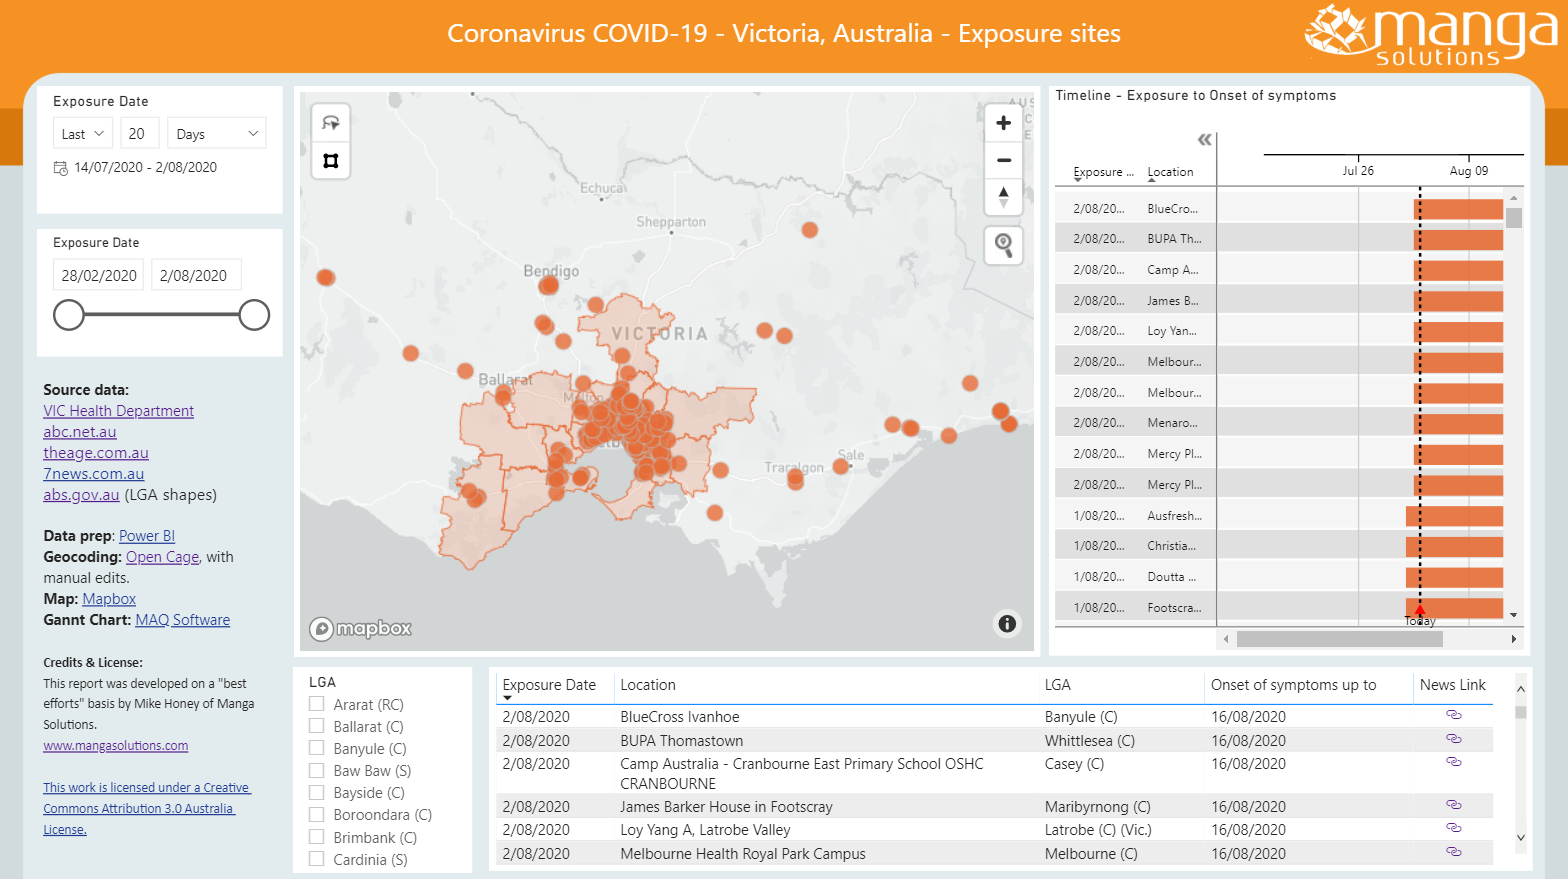 Coronavirus COVID-19 - Victoria, Australia - Exposure sites
manga
solutions
Exposure Date
Last
20
Days
14/07/2020 - 2/08/2020
Exposure Date
28/02/2020
2/08/2020
Source data:
VIC Health Department
abc.net.au
theage.com.au
7news.com.au
abs.gov.au (LGA shapes)
Data prep: Power BI
Geocoding: Open Cage, with
manual edits.
Map: Mapbox
Gannt Chart: MAQ Software
Credits & License:
This report was developed on a "best
efforts" basis by Mike Honey of Manga
Solutions.
www.mangasolutions.com
This work is licensed under a Creative
Commons Attribution 3.0 Australia
License.
Echuca
Shepparton
Bendigo
VICTORIA
Ballarat
Traralgon
Sale
mapbox
Timeline - Exposure to Onset of symptoms
Jul 26
Aug 09
Exposure ...
Location
2/08/20... BlueCro...
2/08/20... BUPA Th...
2/08/20... Camp A...
2/08/20... James B...
2/08/20... Loy Yan...
2/08/20... Melbour...
2/08/20... Melbour...
2/08/20... Menaro...
2/08/20... Mercy Pl...
2/08/20... Mercy Pl...
1/08/20... Ausfresh...
1/08/20... Christia...
1/08/20... Doutta ...
1/08/20... Footscra...
Today
LGA
Ararat (RC)
Ballarat (C)
Banyule (C)
Baw Baw (S)
Bayside (C)
Boroondara (C)
Brimbank (C)
Cardinia (S)
Exposure Date Location LGA Onset of symptoms up to News Link
2/08/2020 BlueCross Ivanhoe Banyule (C) 16/08/2020
2/08/2020 BUPA Thomastown Whittlesea (C) 16/08/2020
2/08/2020 Camp Australia - Cranbourne East Primary School OSHC Casey (C) 16/08/2020
CRANBOURNE
2/08/2020 James Barker House in Footscray Maribyrnong (C) 16/08/2020
2/08/2020 Loy Yang A, Latrobe Valley Latrobe (C) (Vic.) 16/08/2020
2/08/2020 Melbourne Health Royal Park Campus Melbourne (C) 16/08/2020